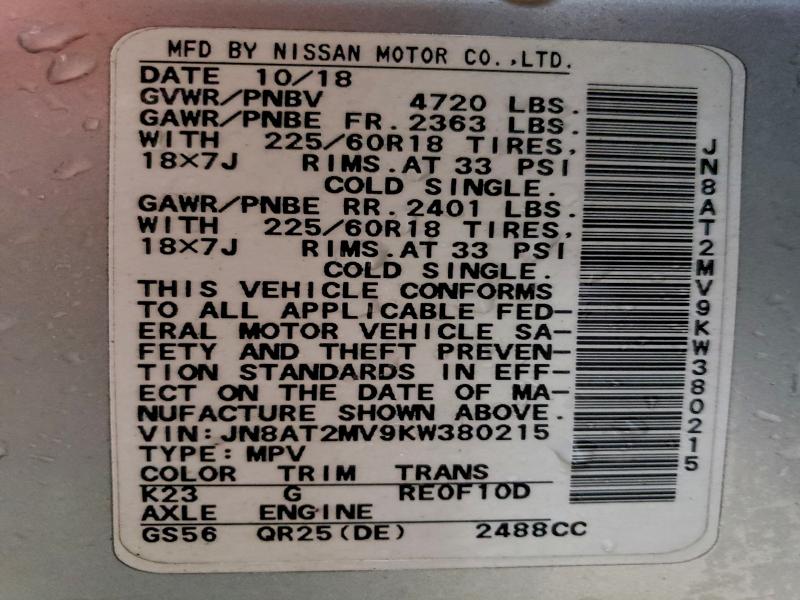 MFD BY NISSAN MOTOR CO.,LTD.
DATE 10/18
GVWR/PNBV 4720 LBS.
GAWR/PNBE FR. 2363 LBS.
WITH 225/60R18 TIRES,
18×7J RIMS. AT 33 PSI
COLD SINGLE.
GAWR/PNBE RR. 2401 LBS.
WITH 225/60R18 TIRES,
18×7J RIMS. AT 33 PSI
COLD SINGLE.
THIS VEHICLE CONFORMS
TO ALL APPLICABLE FED-
ERAL MOTOR VEHICLE SA-
FETY AND THEFT PREVEN-
TION STANDARDS IN EFF-
ECT ON THE DATE OF MA-
NUFACTURE SHOWN ABOVE.
VIN: JN8AT2MV9KW380215
TYPE: MPV
COLOR TRIM TRANS
K23 G RE0F10D
AXLE ENGINE
GS56 QR25(DE) 2488CC
JN8AT2MV9KW380215